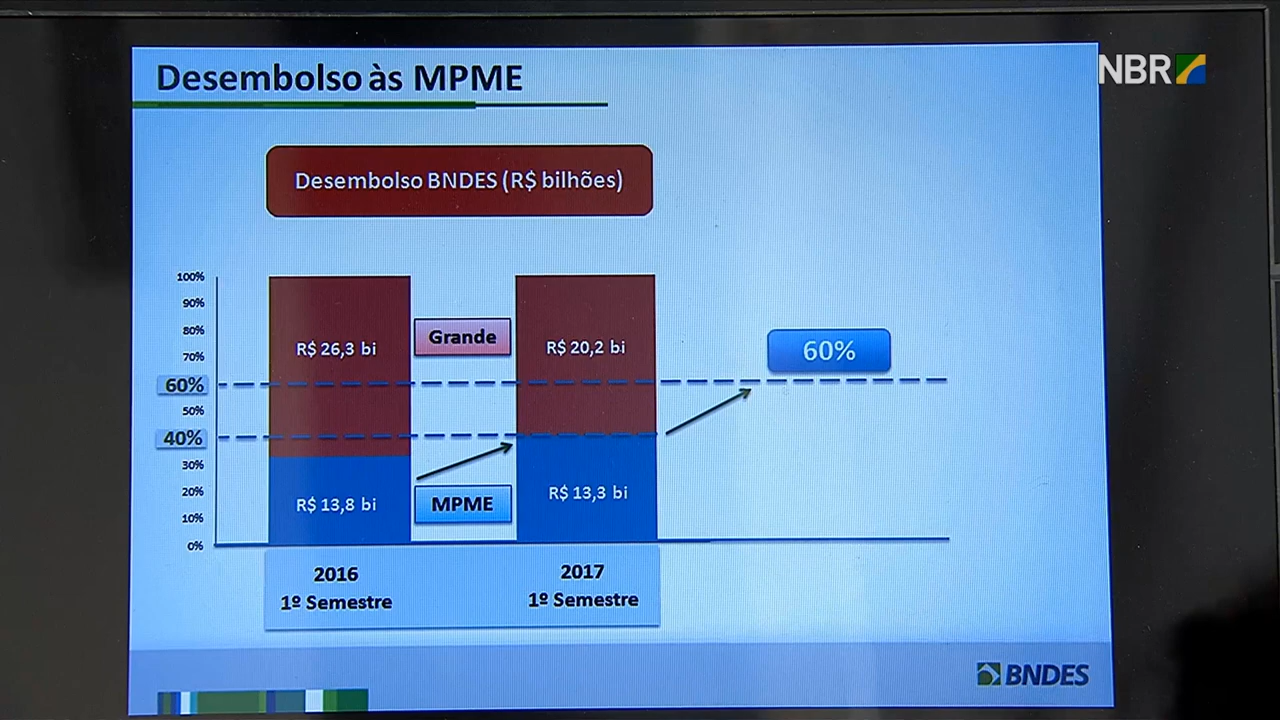 Desembolso às MPME
NBR
Desembolso BNDES (R$ bilhões)
100%
90%
80%
70%
60%
50%
40%
30%
20%
10%
0%
R$ 26,3 bi
Grande
R$ 20,2 bi
60%
R$ 13,8 bi
MPME
R$ 13,3 bi
2016
1º Semestre
2017
1º Semestre
BNDES